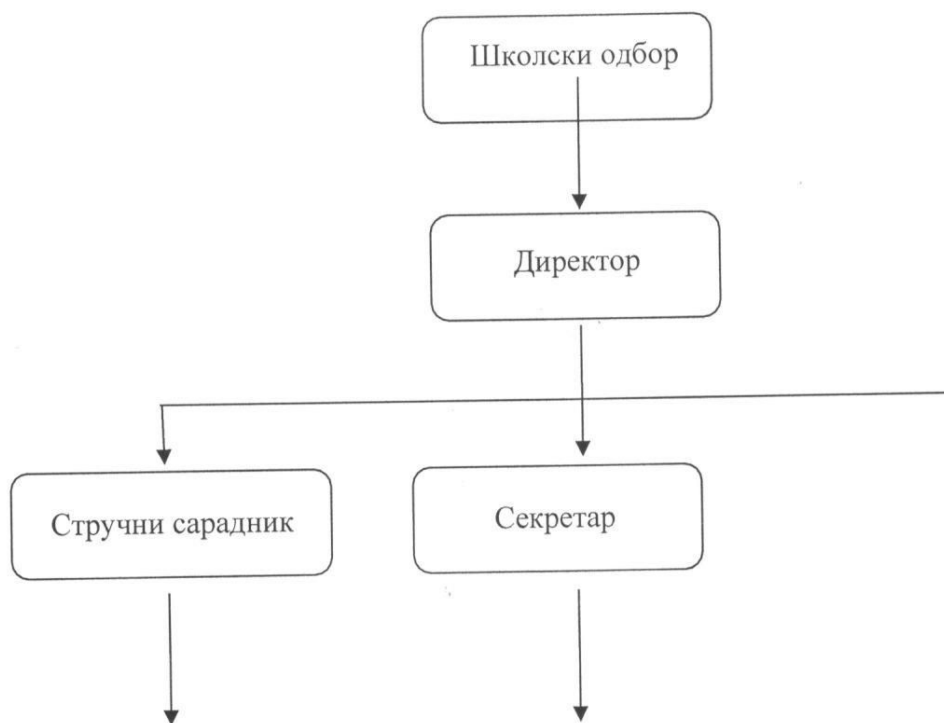 Школски одбор
Директор
Стручни сарадник
Секретар